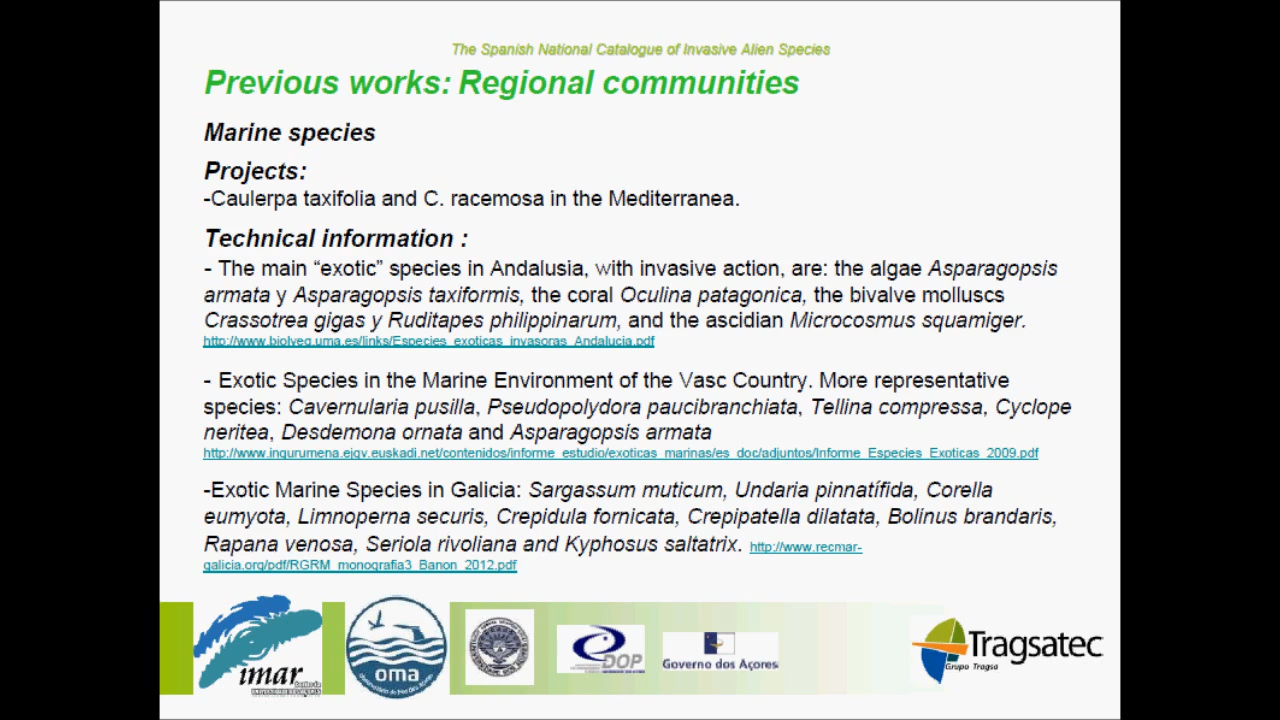 The Spanish National Catalogue of Invasive Alien Species
Previous works: Regional communities
Marine species
Projects:
-Caulerpa taxifolia and C. racemosa in the Mediterranea.
Technical information :
- The main “exotic” species in Andalusia, with invasive action, are: the algae Asparagopsis
armata y Asparagopsis taxiformis, the coral Oculina patagonica, the bivalve molluscs
Crassotrea gigas y Ruditapes philippinarum, and the ascidian Microcosmus squamiger.
http://www.biolveg.uma.es/links/Especies_exoticas_invasoras_Andalucia.pdf
- Exotic Species in the Marine Environment of the Vasc Country. More representative
species: Cavernularia pusilla, Pseudopolydora paucibranchiata, Tellina compressa, Cyclope
neritea, Desdemona ornata and Asparagopsis armata
http://www.ingurumena.ejgv.euskadi.net/contenidos/informe_estudio/exoticas_marinas/es_doc/adjuntos/Informe_Especies_Exoticas_2009.pdf
-Exotic Marine Species in Galicia: Sargassum muticum, Undaria pinnatífida, Corella
eumyota, Limnoperna securis, Crepidula fornicata, Crepipatella dilatata, Bolinus brandaris,
Rapana venosa, Seriola rivoliana and Kyphosus saltatrix. http://www.recmar-
galicia.org/pdf/RGRM_monografia3_Banon_2012.pdf
imar
oma
DOP
Governo dos Açores
Tragsatec
Grupo Tragsa